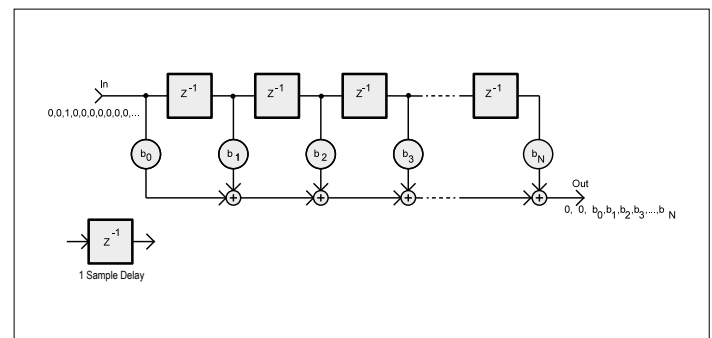 In
0,0,1,0,0,0,0,0,0,0,...
z-1 z-1 z-1 z-1
b0 b1 b2 b3 bN
+ + + +
Out
0, 0, b0,b1,b2,b3,...,b N
z-1
1 Sample Delay